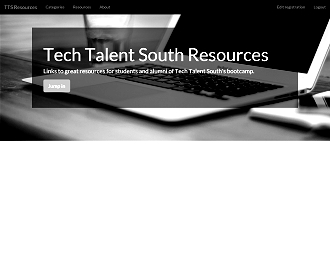 TTS Resources Categories Resources About Edit registration Logout
Tech Talent South Resources
Links to great resources for students and alumni of Tech Talent South's bootcamp.
Jump in